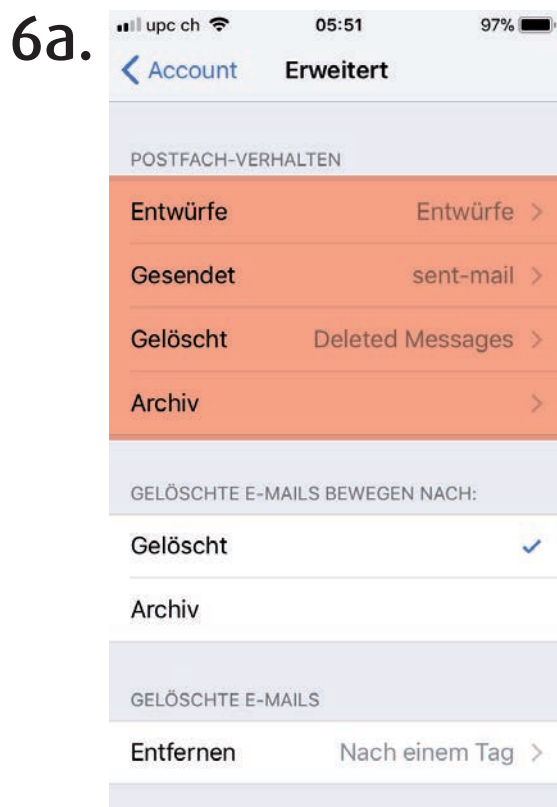 6a.
upc ch 05:51 97%
Account Erweitert
POSTFACH-VERHALTEN
Entwürfe Entwürfe
Gesendet sent-mail
Gelöscht Deleted Messages
Archiv
GELÖSCHTE E-MAILS BEWEGEN NACH:
Gelöscht
Archiv
GELÖSCHTE E-MAILS
Entfernen Nach einem Tag